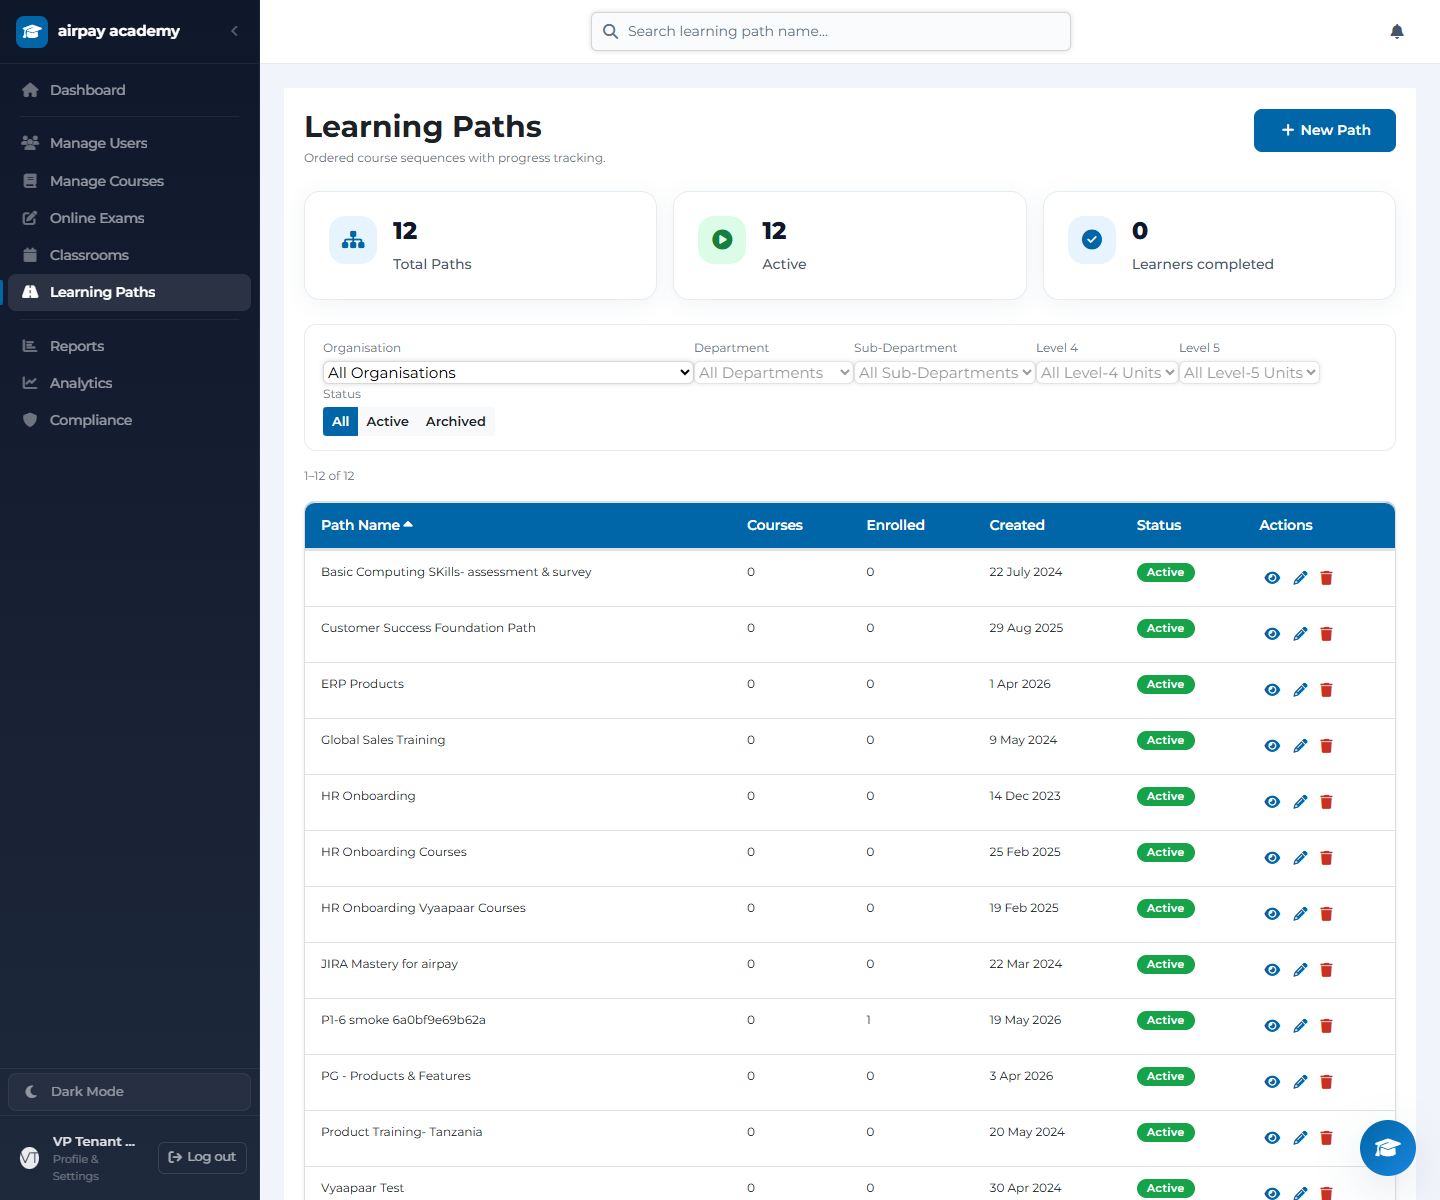 airpay academy
Search learning path name...
Dashboard
Manage Users
Manage Courses
Online Exams
Classrooms
Learning Paths
Reports
Analytics
Compliance
Dark Mode
VP Tenant ...
Profile & Settings
VT
Log out
Learning Paths
Ordered course sequences with progress tracking.
+ New Path
12
Total Paths
12
Active
0
Learners completed
Organisation Department Sub-Department Level 4 Level 5
All Organisations All Departments All Sub-Departments All Level-4 Units All Level-5 Units
Status
All Active Archived
1–12 of 12
Path Name Courses Enrolled Created Status Actions
Basic Computing SKills- assessment & survey 0 0 22 July 2024 Active
Customer Success Foundation Path 0 0 29 Aug 2025 Active
ERP Products 0 0 1 Apr 2026 Active
Global Sales Training 0 0 9 May 2024 Active
HR Onboarding 0 0 14 Dec 2023 Active
HR Onboarding Courses 0 0 25 Feb 2025 Active
HR Onboarding Vyaapaar Courses 0 0 19 Feb 2025 Active
JIRA Mastery for airpay 0 0 22 Mar 2024 Active
P1-6 smoke 6a0bf9e69b62a 0 1 19 May 2026 Active
PG - Products & Features 0 0 3 Apr 2026 Active
Product Training- Tanzania 0 0 20 May 2024 Active
Vyaapaar Test 0 0 30 Apr 2024 Active